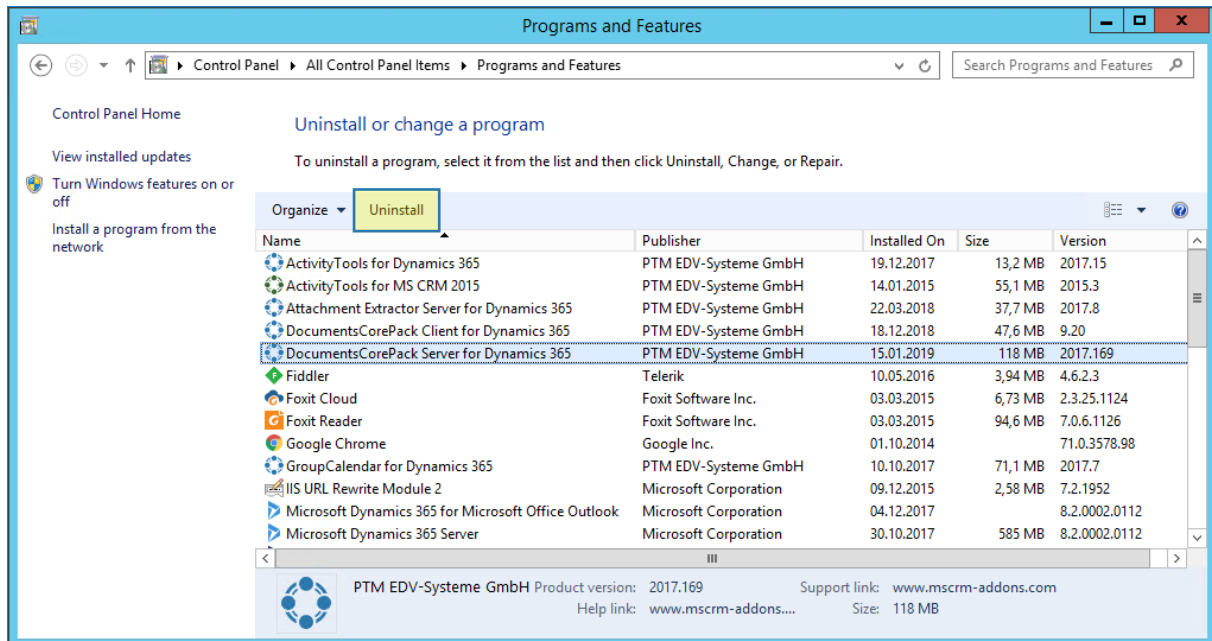 Programs and Features
Control Panel All Control Panel Items Programs and Features Search Programs and Features
Control Panel Home
View installed updates
Turn Windows features on or
off
Install a program from the
network
Uninstall or change a program
To uninstall a program, select it from the list and then click Uninstall, Change, or Repair.
Organize Uninstall
Name Publisher Installed On Size Version
ActivityTools for Dynamics 365 PTM EDV-Systeme GmbH 19.12.2017 13,2 MB 2017.15
ActivityTools for MS CRM 2015 PTM EDV-Systeme GmbH 14.01.2015 55,1 MB 2015.3
Attachment Extractor Server for Dynamics 365 PTM EDV-Systeme GmbH 22.03.2018 37,7 MB 2017.8
DocumentsCorePack Client for Dynamics 365 PTM EDV-Systeme GmbH 18.12.2018 47,6 MB 9.20
DocumentsCorePack Server for Dynamics 365 PTM EDV-Systeme GmbH 15.01.2019 118 MB 2017.169
Fiddler Telerik 10.05.2016 3,94 MB 4.6.2.3
Foxit Cloud Foxit Software Inc. 03.03.2015 6,73 MB 2.3.25.1124
Foxit Reader Foxit Software Inc. 03.03.2015 94,6 MB 7.0.6.1126
Google Chrome Google Inc. 01.10.2014 71.0.3578.98
GroupCalendar for Dynamics 365 PTM EDV-Systeme GmbH 10.10.2017 71,1 MB 2017.7
IIS URL Rewrite Module 2 Microsoft Corporation 09.12.2015 2,58 MB 7.2.1952
Microsoft Dynamics 365 for Microsoft Office Outlook Microsoft Corporation 04.12.2017 8.2.0002.0112
Microsoft Dynamics 365 Server Microsoft Corporation 30.10.2017 585 MB 8.2.0002.0112
PTM EDV-Systeme GmbH Product version: 2017.169 Support link: www.mscrm-addons.com
Help link: www.mscrm-addons.... Size: 118 MB